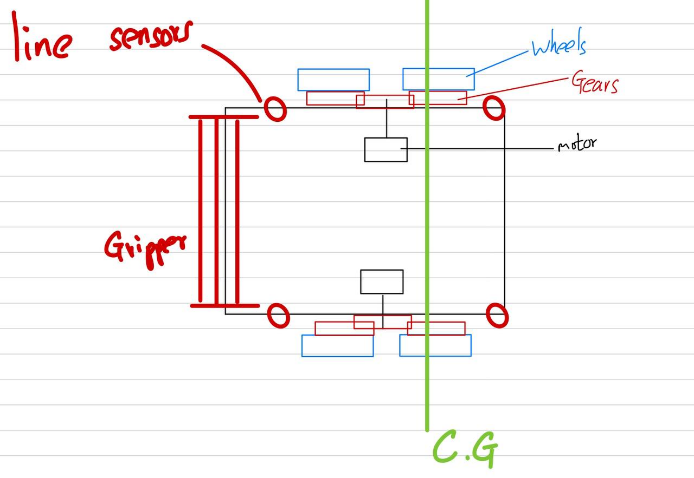 line sensors
wheels
Gears
motor
Gripper
C.G